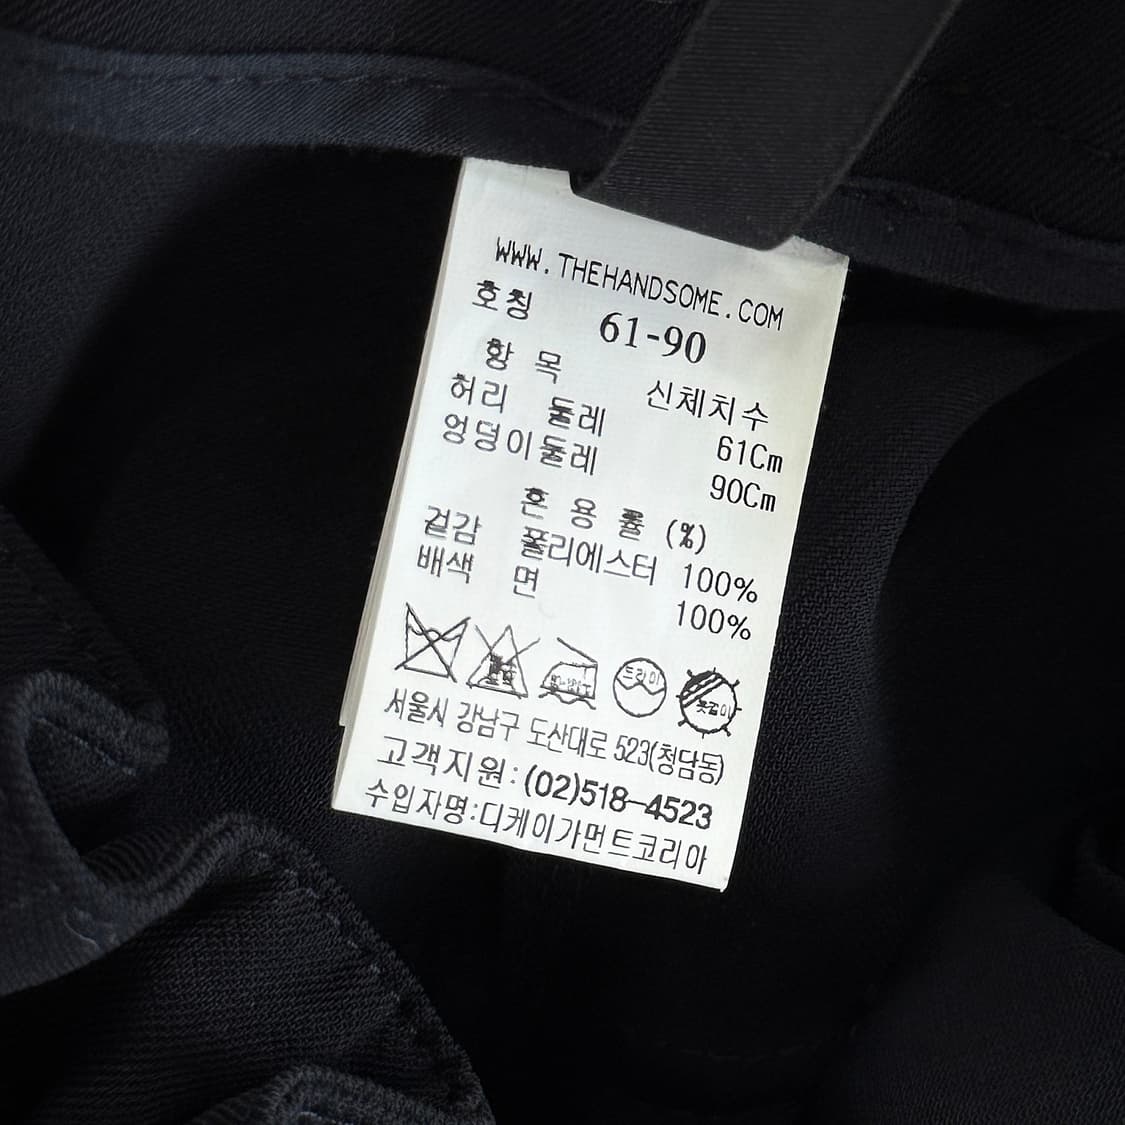 WWW.THEHANDSOME.COM
호칭 61-90
항 목 신체치수
허리 둘레 61Cm
엉덩이둘레 90Cm
혼 용 률 (%)
겉감 폴리에스터 100%
배색 면 100%
드라이
옷걸이
서울시 강남구 도산대로 523(청담동)
고객지원:(02)518-4523
수입자명:디케이가먼트코리아